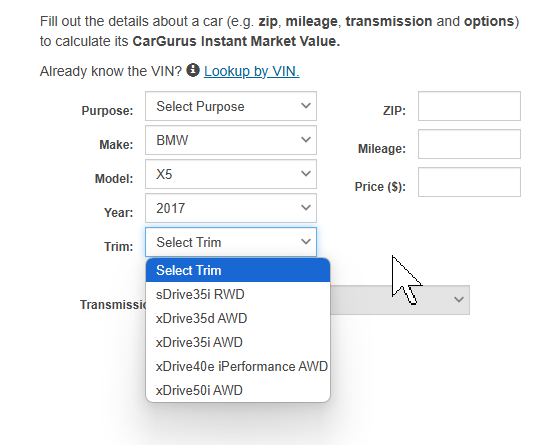 Fill out the details about a car (e.g. zip, mileage, transmission and options)
to calculate its CarGurus Instant Market Value.
Already know the VIN? Lookup by VIN.
Purpose: Select Purpose
ZIP:
Make: BMW
Mileage:
Model: X5
Price ($):
Year: 2017
Trim: Select Trim
Select Trim
sDrive35i RWD
Transmissio
xDrive35d AWD
xDrive35i AWD
xDrive40e iPerformance AWD
xDrive50i AWD